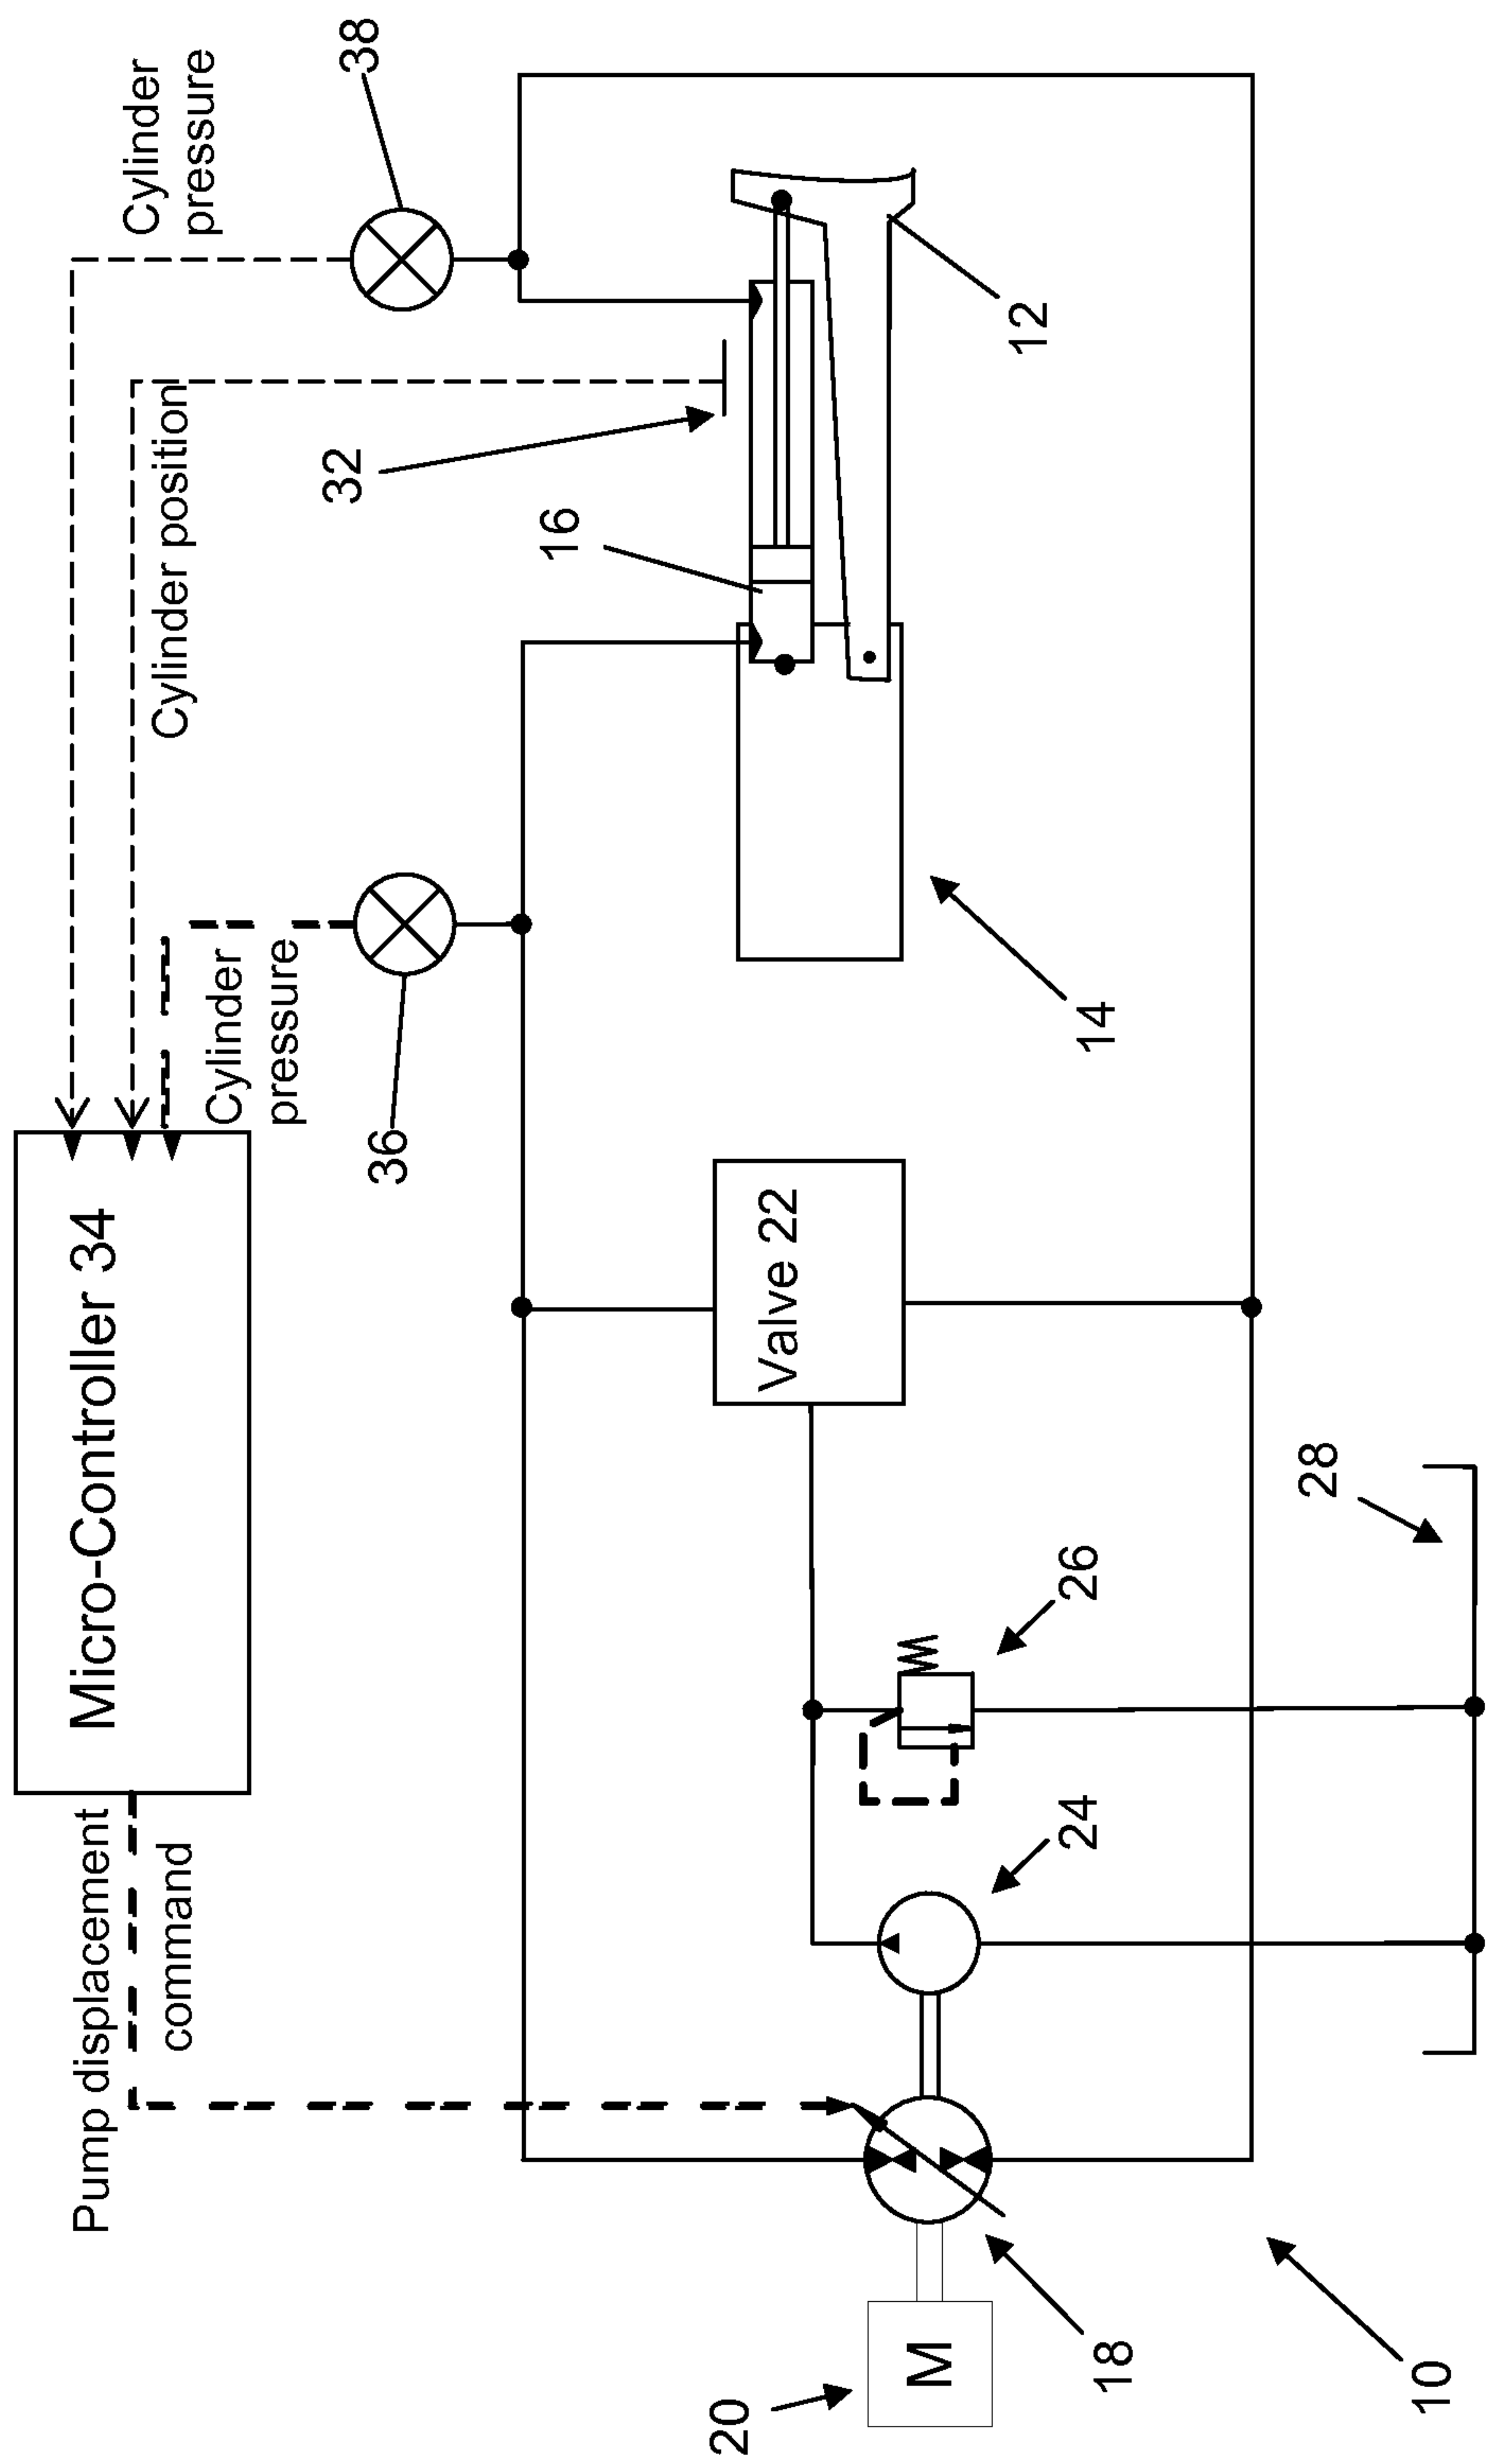 Micro-Controller 34
Pump displacement
command
Cylinder
pressure
Cylinder position
Cylinder
pressure
38
36
32
16
12
14
Valve 22
26
24
28
20
M
18
10